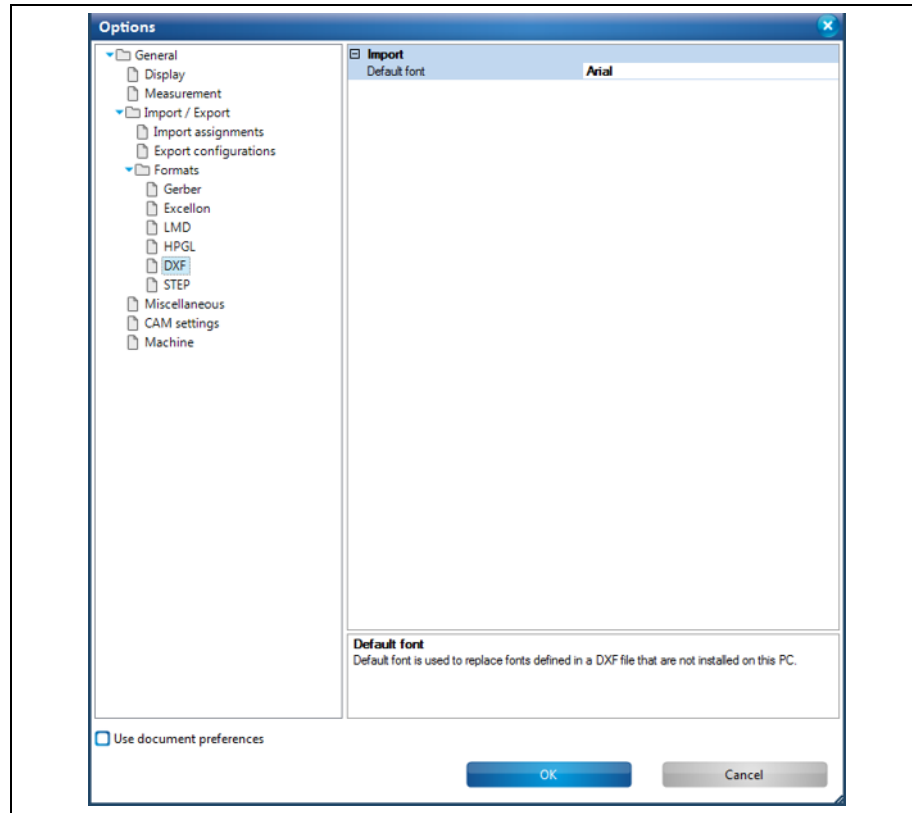 Options
General
Display
Measurement
Import / Export
Import assignments
Export configurations
Formats
Gerber
Excellon
LMD
HPGL
DXF
STEP
Miscellaneous
CAM settings
Machine
Import
Default font Arial
Default font
Default font is used to replace fonts defined in a DXF file that are not installed on this PC.
Use document preferences
OK Cancel